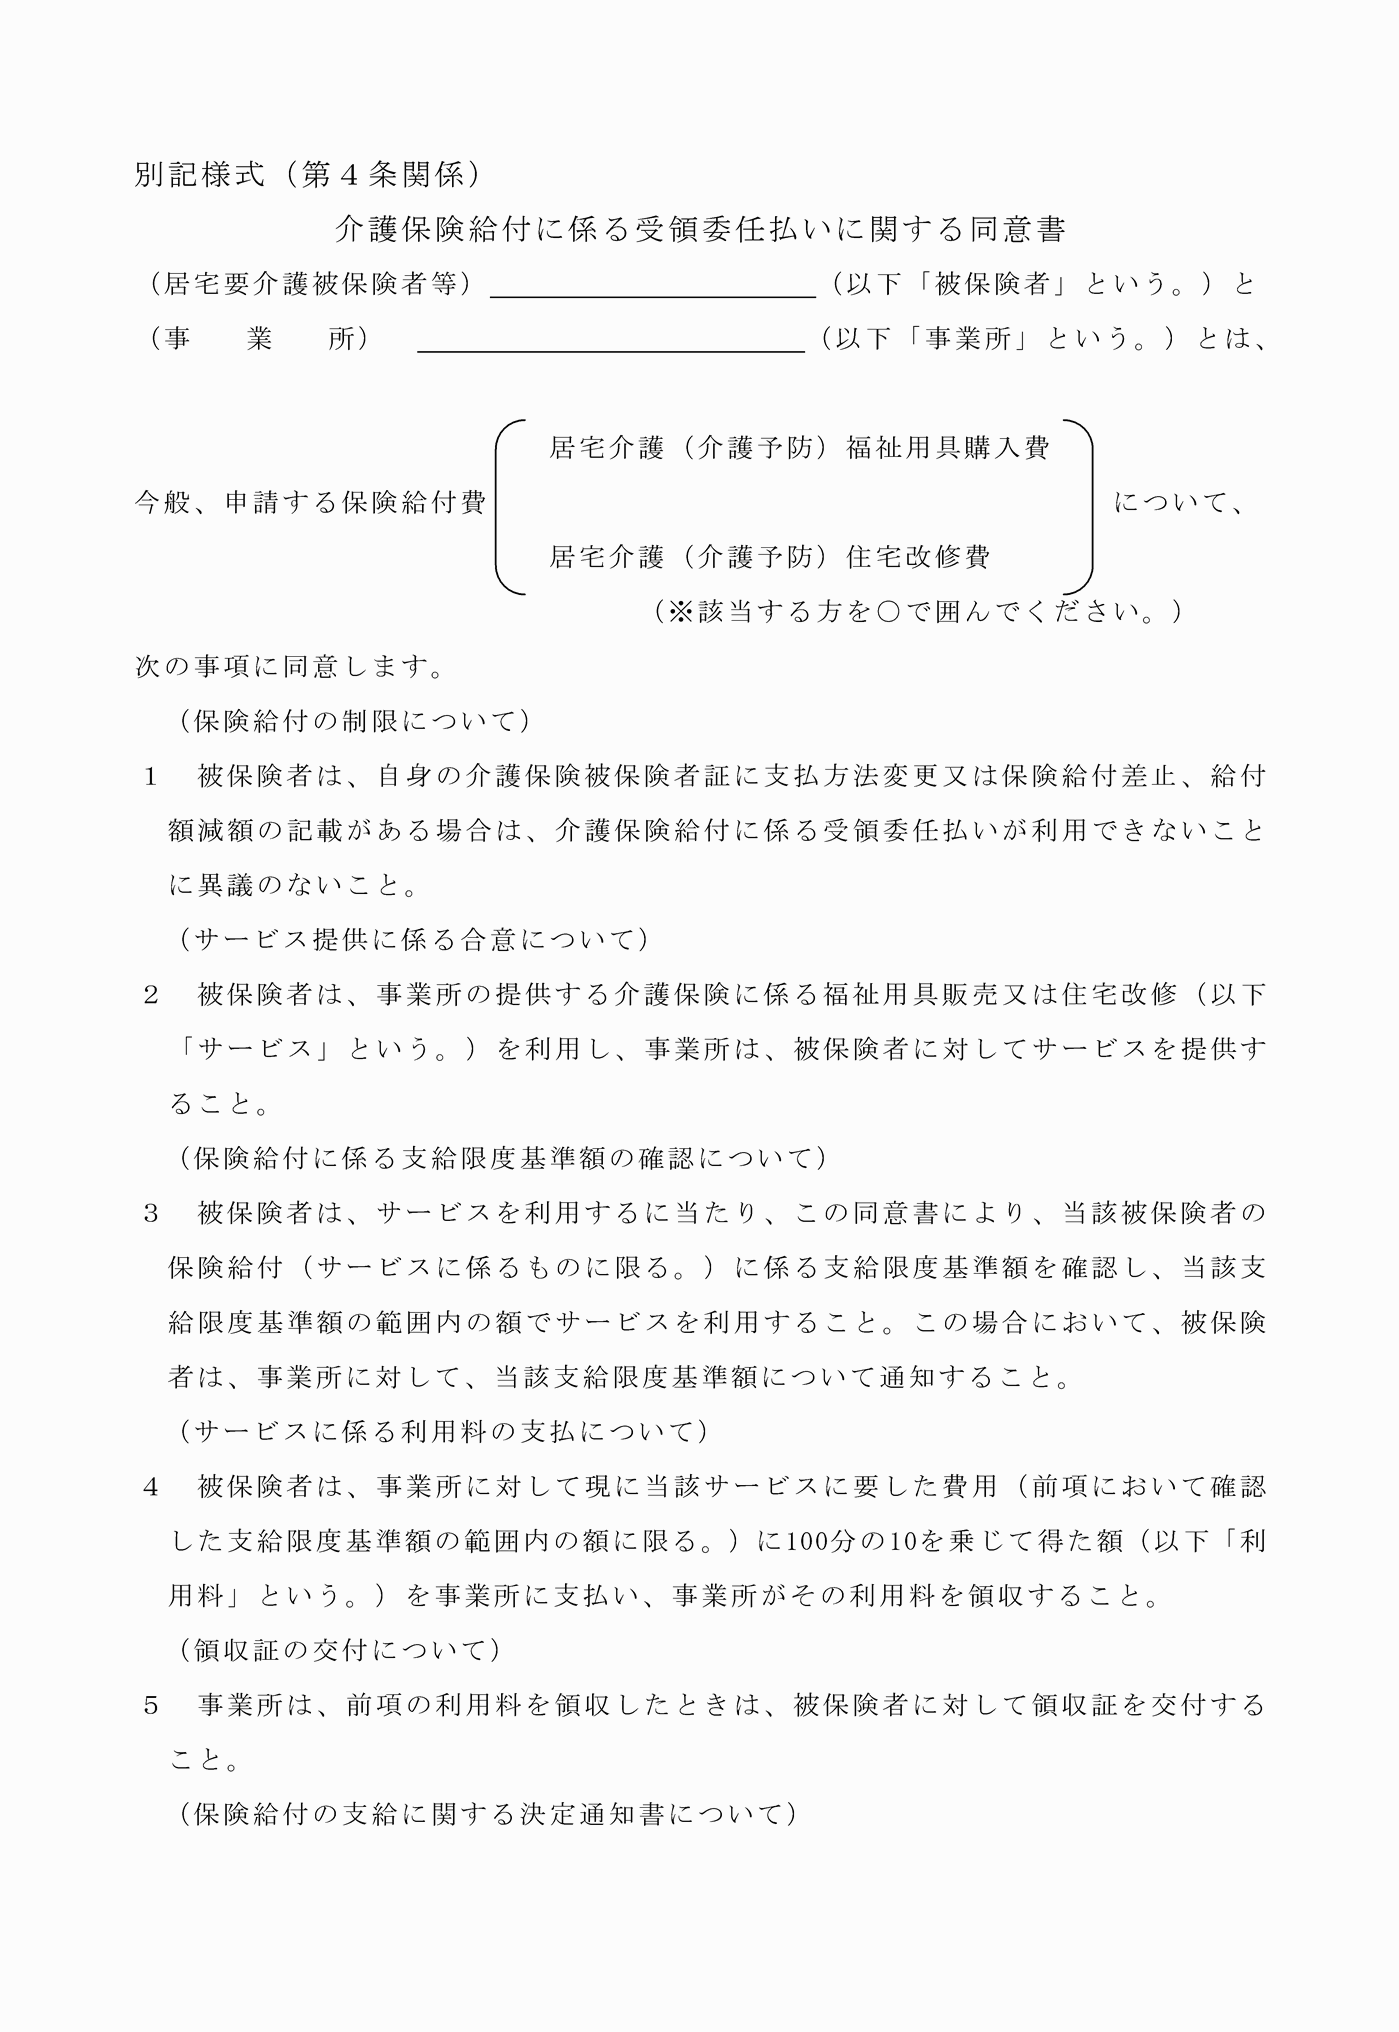 別記様式（第４条関係）
介護保険給付に係る受領委任払いに関する同意書
（居宅要介護被保険者等）＿＿＿＿＿＿＿＿＿＿＿（以下「被保険者」という。）と
（事　業　所）　＿＿＿＿＿＿＿＿＿＿＿＿＿（以下「事業所」という。）とは、
居宅介護（介護予防）福祉用具購入費
今般、申請する保険給付費　について、
居宅介護（介護予防）住宅改修費
（※該当する方を〇で囲んでください。）
次の事項に同意します。
（保険給付の制限について）
１　被保険者は、自身の介護保険被保険者証に支払方法変更又は保険給付差止、給付
額減額の記載がある場合は、介護保険給付に係る受領委任払いが利用できないこと
に異議のないこと。
（サービス提供に係る合意について）
２　被保険者は、事業所の提供する介護保険に係る福祉用具販売又は住宅改修（以下
「サービス」という。）を利用し、事業所は、被保険者に対してサービスを提供す
ること。
（保険給付に係る支給限度基準額の確認について）
３　被保険者は、サービスを利用するに当たり、この同意書により、当該被保険者の
保険給付（サービスに係るものに限る。）に係る支給限度基準額を確認し、当該支
給限度基準額の範囲内の額でサービスを利用すること。この場合において、被保険
者は、事業所に対して、当該支給限度基準額について通知すること。
（サービスに係る利用料の支払について）
４　被保険者は、事業所に対して現に当該サービスに要した費用（前項において確認
した支給限度基準額の範囲内の額に限る。）に100分の10を乗じて得た額（以下「利
用料」という。）を事業所に支払い、事業所がその利用料を領収すること。
（領収証の交付について）
５　事業所は、前項の利用料を領収したときは、被保険者に対して領収証を交付する
こと。
（保険給付の支給に関する決定通知書について）